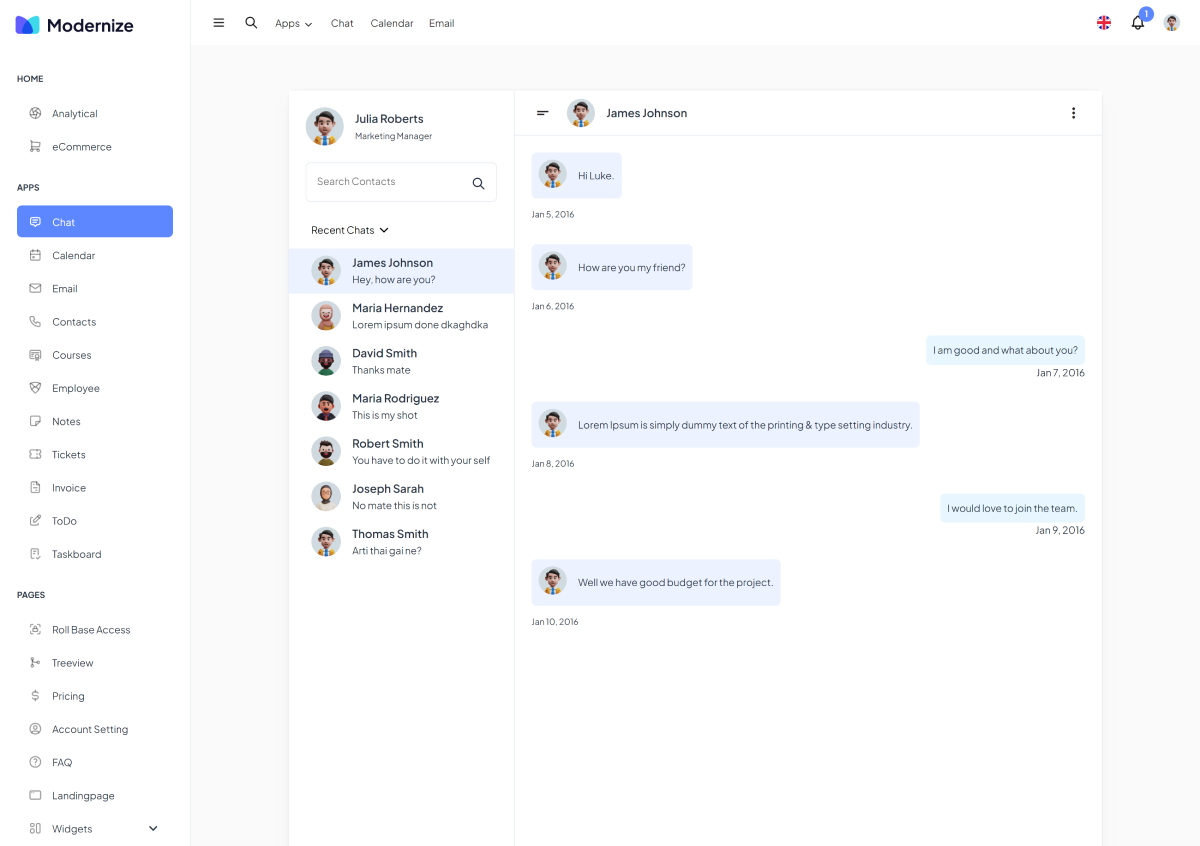 Modernize
Apps
Chat
Calendar
Email
1
HOME
Analytical
eCommerce
APPS
Chat
Calendar
Email
Contacts
Courses
Employee
Notes
Tickets
Invoice
ToDo
Taskboard
PAGES
Roll Base Access
Treeview
Pricing
Account Setting
FAQ
Landingpage
Widgets
Julia Roberts
Marketing Manager
Search Contacts
Recent Chats
James Johnson
Hey, how are you?
Maria Hernandez
Lorem ipsum done dkaghdka
David Smith
Thanks mate
Maria Rodriguez
This is my shot
Robert Smith
You have to do it with your self
Joseph Sarah
No mate this is not
Thomas Smith
Arti thai gai ne?
James Johnson
Hi Luke.
Jan 5, 2016
How are you my friend?
Jan 6, 2016
I am good and what about you?
Jan 7, 2016
Lorem Ipsum is simply dummy text of the printing & type setting industry.
Jan 8, 2016
I would love to join the team.
Jan 9, 2016
Well we have good budget for the project.
Jan 10, 2016